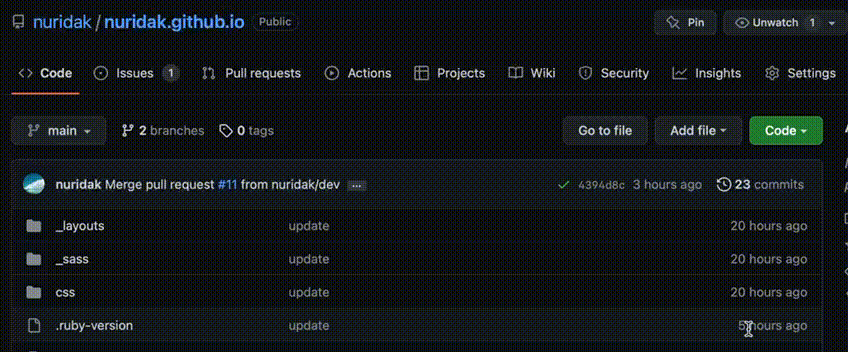 nuridak / nuridak.github.io Public Pin Unwatch 1
Code Issues 1 Pull requests Actions Projects Wiki Security Insights Settings
main 2 branches 0 tags Go to file Add file Code
nuridak Merge pull request #11 from nuridak/dev ... 4394d8c 3 hours ago 23 commits
_layouts update 20 hours ago
_sass update 20 hours ago
css update 20 hours ago
.ruby-version update hours ago